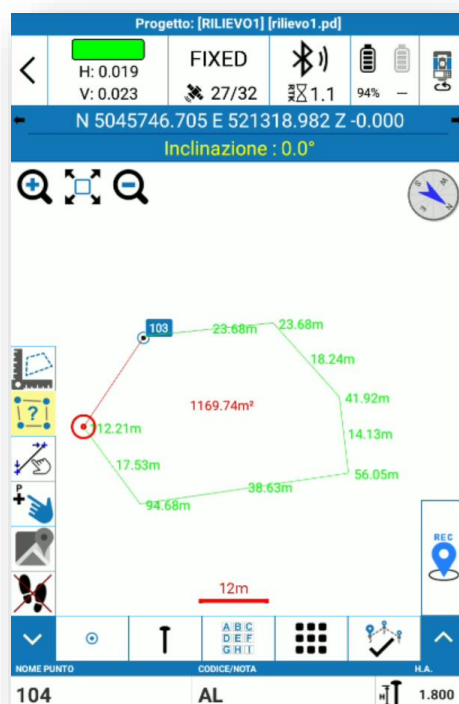 Progetto: [RILIEVO1] [rilievo1.pd]
H: 0.019
V: 0.023
FIXED
27/32
RTK 1.1
94%
–
N 5045746.705 E 521318.982 Z -0.000
Inclinazione : 0.0°
S W
E N
103
23.68m
23.68m
18.24m
41.92m
1169.74m²
112.21m
14.13m
17.53m
56.05m
38.63m
94.68m
?
P
REC
12m
A B C
D E F
G H I
NOME PUNTO
CODICE/NOTA
H.A.
104
AL
H
1.800